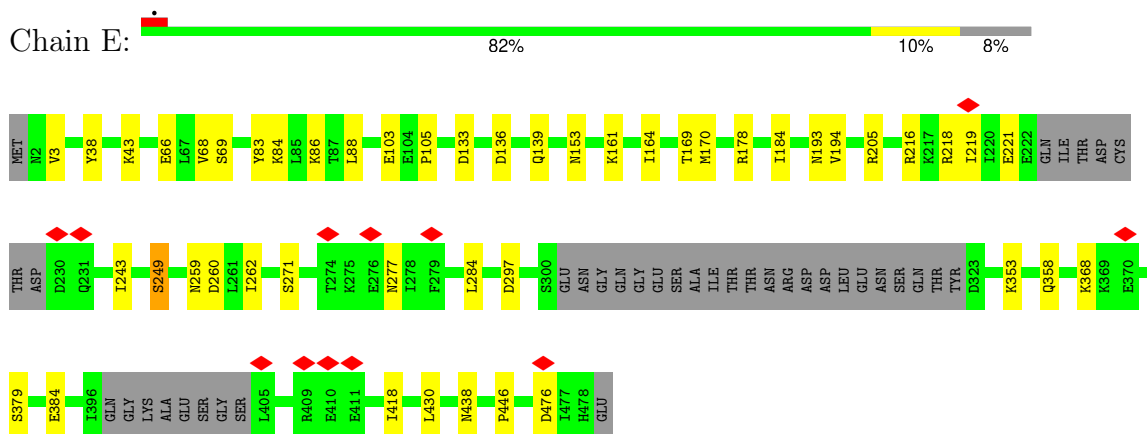 Chain E:
82% 10% 8%
MET N2 V3 Y38 K43 E66 L67 V68 S69 Y83 K84 L85 K86 T87 L88 E103 E104 P105 D133 D136 Q139 N153 K161 I164 T169 M170 R178 I184 N193 V194 R205 R216 K217 R218 I219 I220 E221 E222 GLN ILE THR ASP CYS
THR ASP D230 Q231 I243 S249 N259 D260 L261 I262 S271 T274 K275 E276 N277 I278 F279 L284 D297 S300 GLU ASN GLY GLN GLY GLU SER ALA ILE THR THR ASN ARG ASP ASP LEU GLU ASN SER GLN THR TYR D323 K353 Q358 K368 K369 E370
S379 E384 I396 GLN GLY LYS ALA GLU SER GLY SER L405 R409 E410 E411 I418 L430 N438 P446 D476 I477 H478 GLU